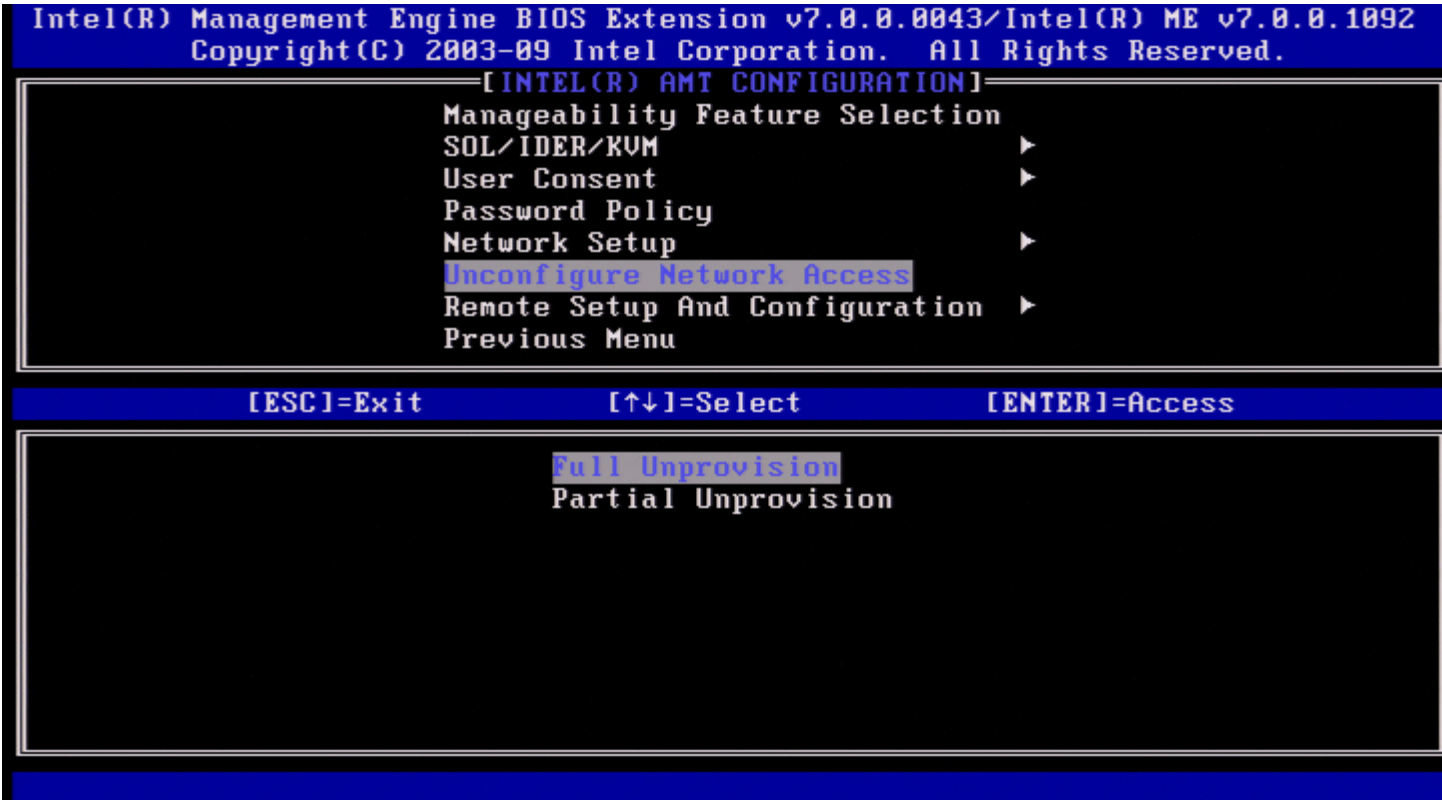 Intel(R) Management Engine BIOS Extension v7.0.0.0043/Intel(R) ME v7.0.0.1092
Copyright(C) 2003-09 Intel Corporation.  All Rights Reserved.
[INTEL(R) AMT CONFIGURATION]
Manageability Feature Selection
SOL/IDER/KVM ►
User Consent ►
Password Policy
Network Setup ►
Unconfigure Network Access
Remote Setup And Configuration ►
Previous Menu
[ESC]=Exit [↑↓]=Select [ENTER]=Access
Full Unprovision
Partial Unprovision